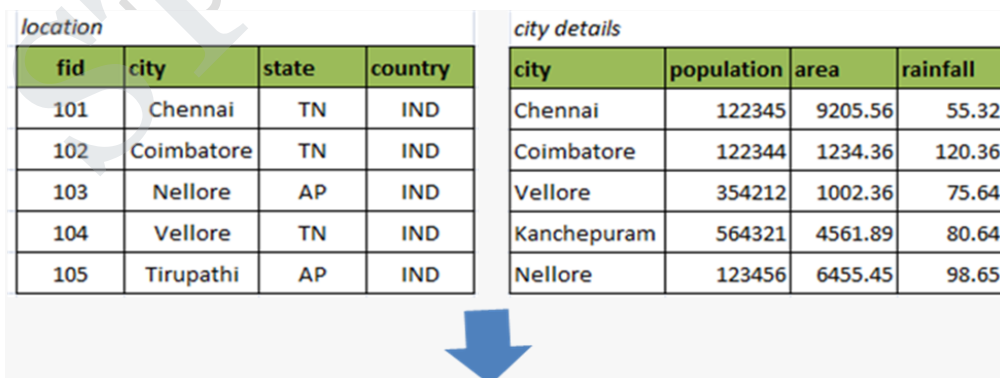 location
fid city state country
101 Chennai TN IND
102 Coimbatore TN IND
103 Nellore AP IND
104 Vellore TN IND
105 Tirupathi AP IND
city details
city population area rainfall
Chennai 122345 9205.56 55.32
Coimbatore 122344 1234.36 120.36
Vellore 354212 1002.36 75.64
Kanchepuram 564321 4561.89 80.64
Nellore 123456 6455.45 98.65